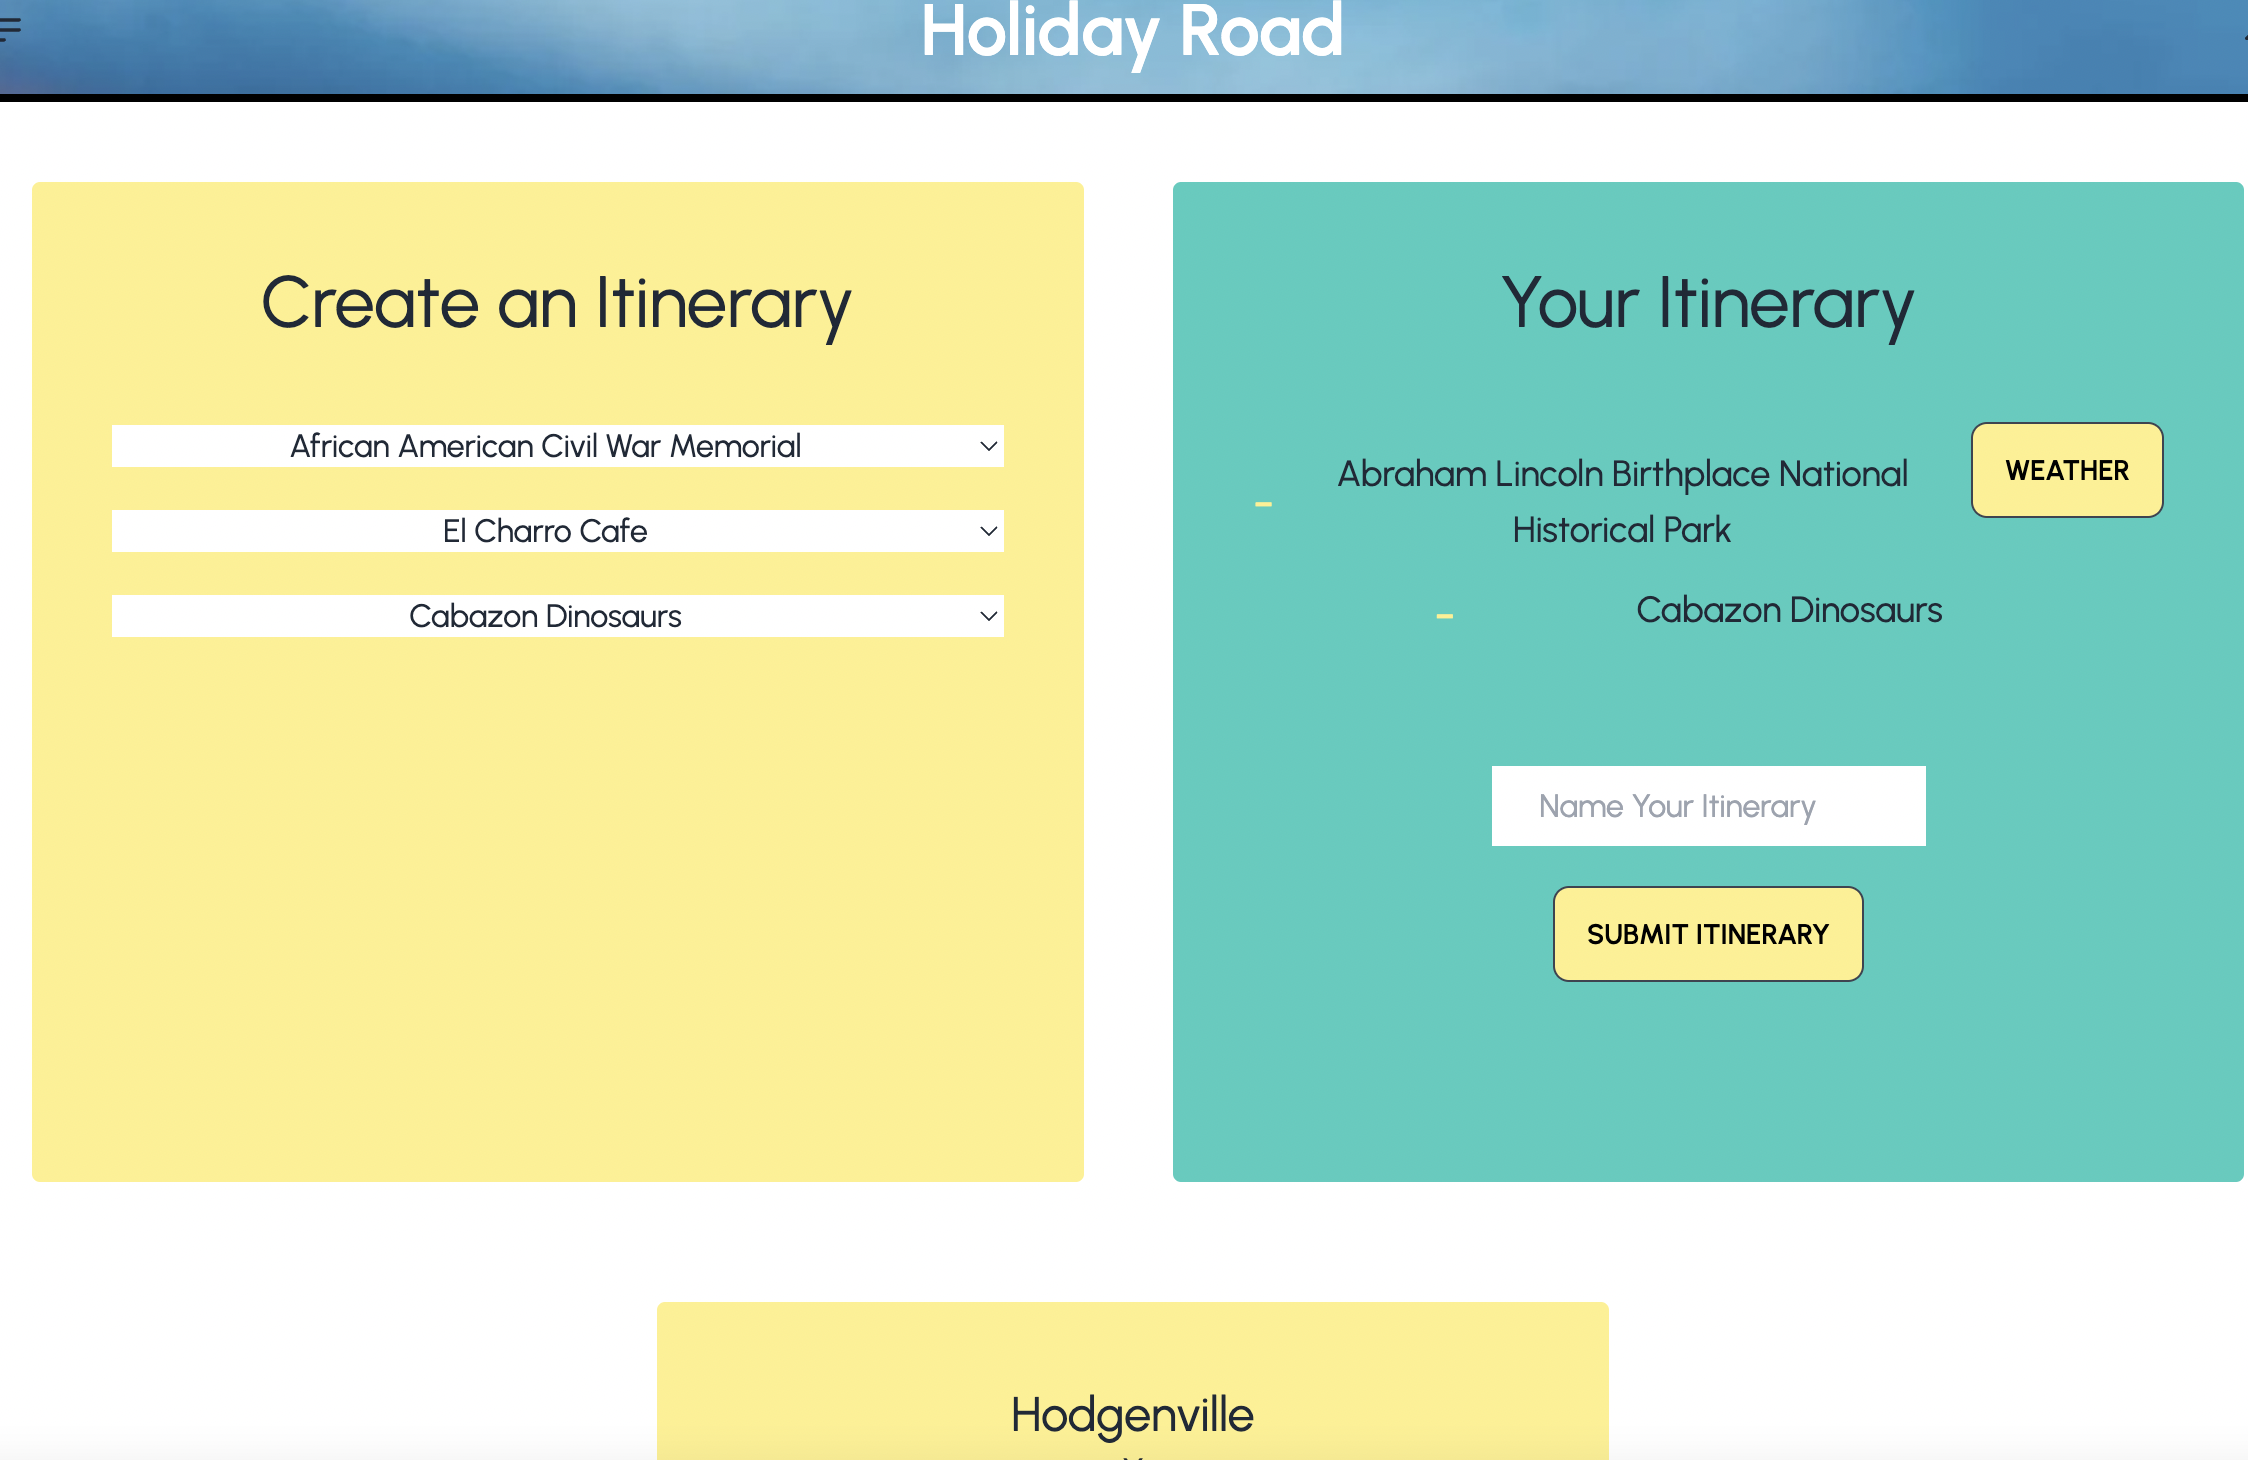 Holiday Road
Create an Itinerary
African American Civil War Memorial
El Charro Cafe
Cabazon Dinosaurs
Your Itinerary
- Abraham Lincoln Birthplace National
Historical Park
WEATHER
- Cabazon Dinosaurs
Name Your Itinerary
SUBMIT ITINERARY
Hodgenville